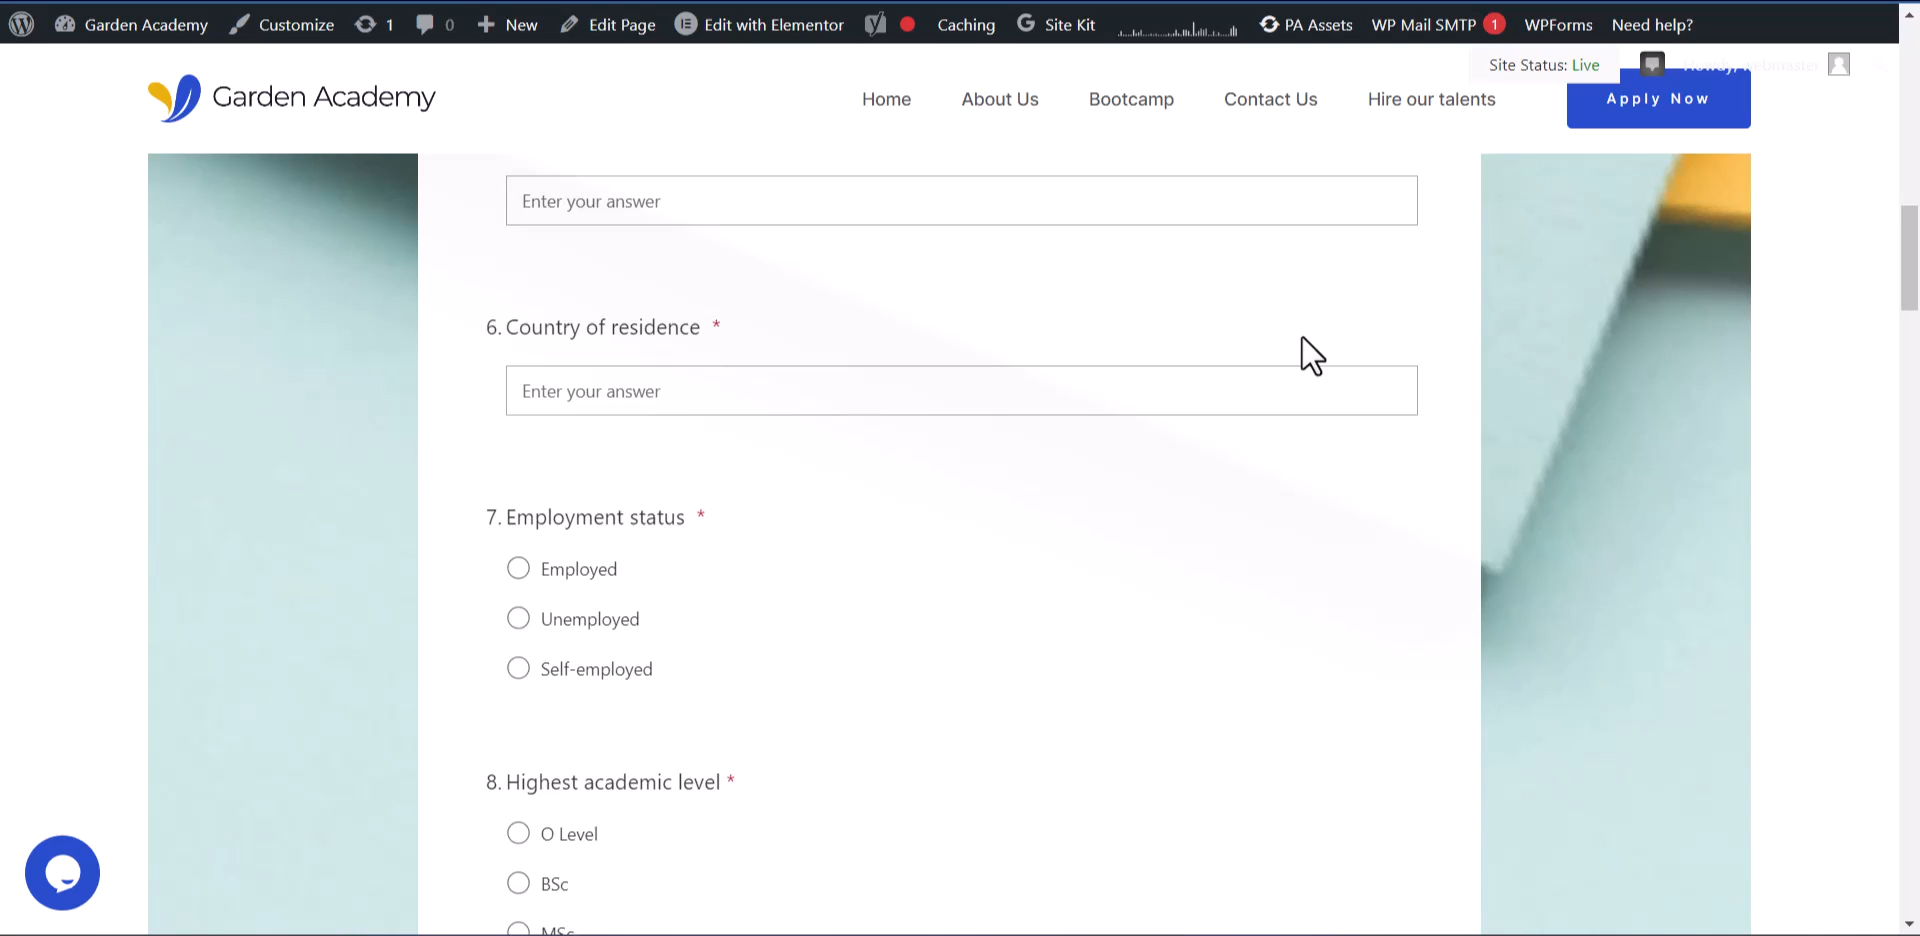 Garden Academy Customize 1 0 New Edit Page Edit with Elementor Caching Site Kit PA Assets WP Mail SMTP 1 WPForms Need help?
Site Status: Live
Garden Academy Home About Us Bootcamp Contact Us Hire our talents Apply Now
Enter your answer
6. Country of residence *
Enter your answer
7. Employment status *
Employed
Unemployed
Self-employed
8. Highest academic level *
O Level
BSc
MSc